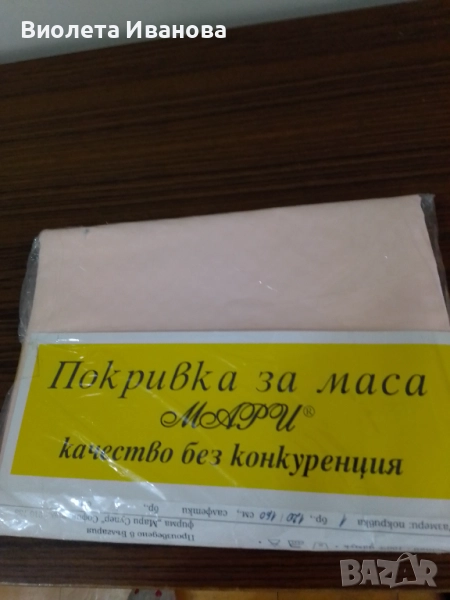 Виолета Иванова
Покривка за маса
МАРИ®
качество без конкуренция
размери: покривка 1 бр., 120/160 см., салфетки бр.,
фирма "Мари Супер"
Произведено в България
BAZAR